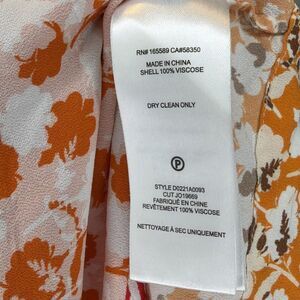 RN# 165589 CA#58350
MADE IN CHINA
SHELL 100% VISCOSE
DRY CLEAN ONLY
P
STYLE D0221A0093
CUT JO19669
FABRIQUÉ EN CHINE
REVÊTEMENT 100% VISCOSE
NETTOYAGE À SEC UNIQUEMENT